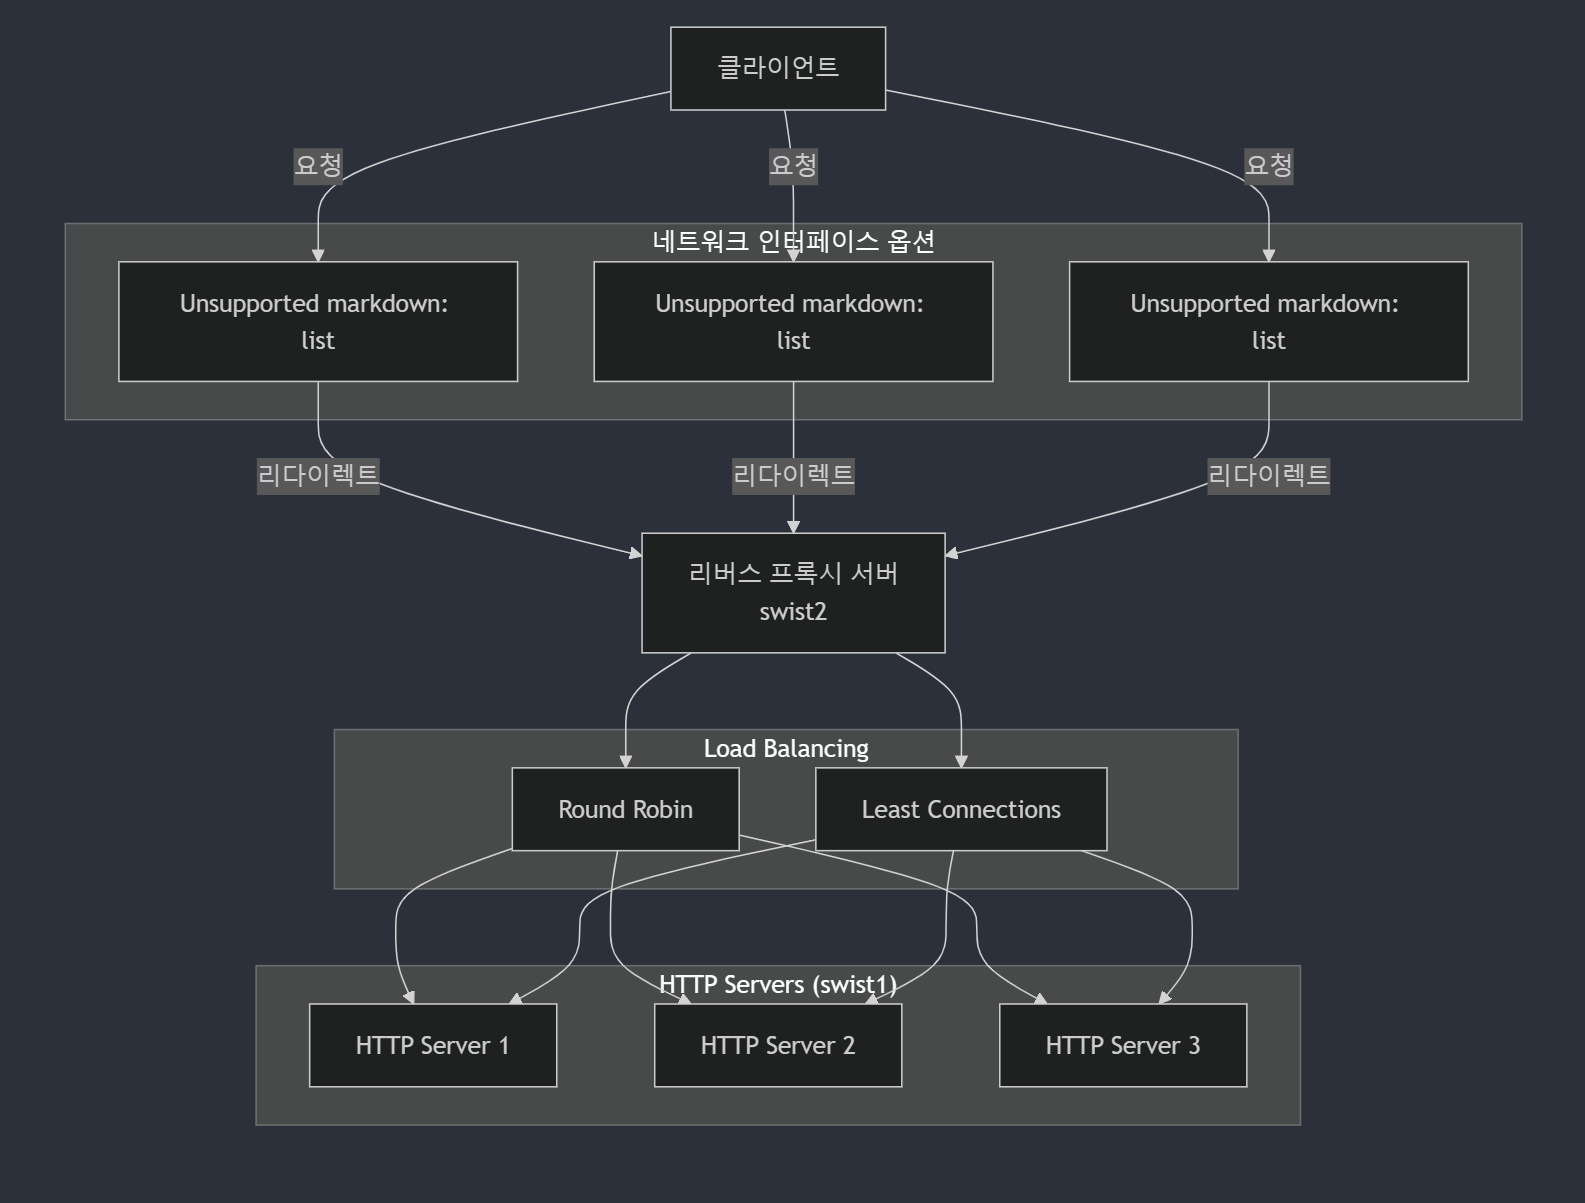 클라이언트
요청
요청
요청
네트워크 인터페이스 옵션
Unsupported markdown:
list
Unsupported markdown:
list
Unsupported markdown:
list
리다이렉트
리다이렉트
리다이렉트
리버스 프록시 서버
swist2
Load Balancing
Round Robin
Least Connections
HTTP Servers (swist1)
HTTP Server 1
HTTP Server 2
HTTP Server 3